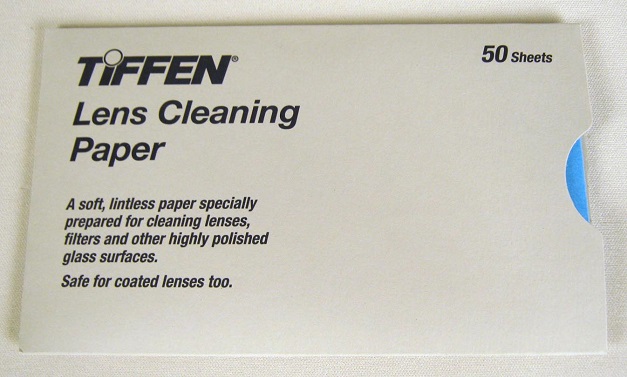 TIFFEN®
50 Sheets
Lens Cleaning
Paper
A soft, lintless paper specially
prepared for cleaning lenses,
filters and other highly polished
glass surfaces.
Safe for coated lenses too.